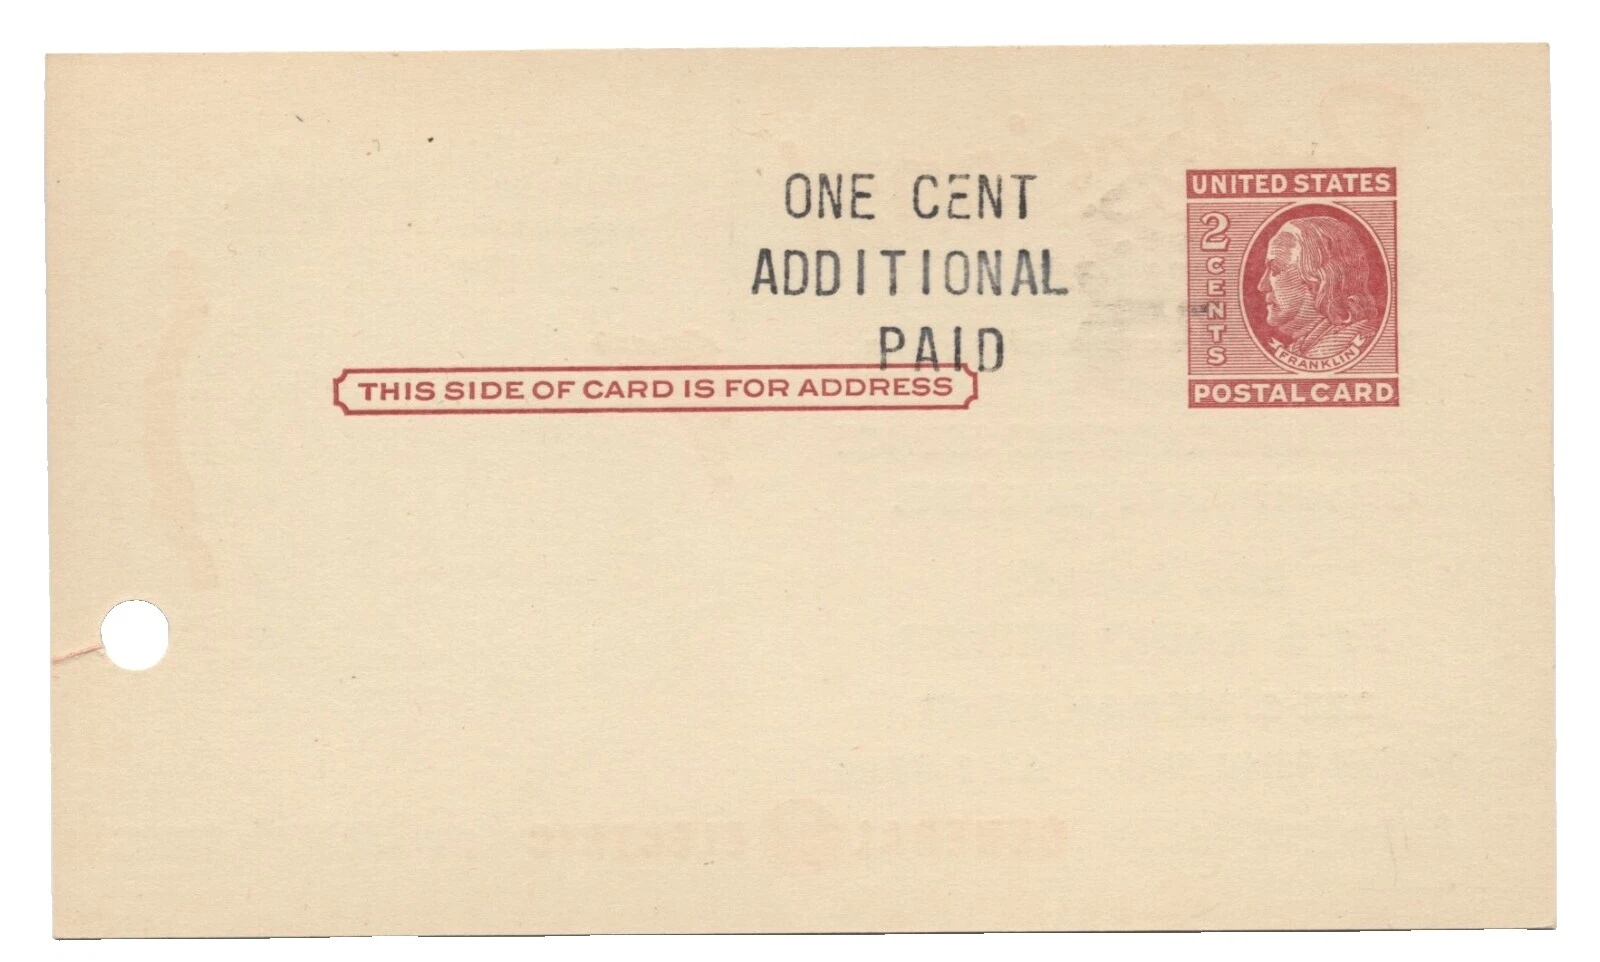 ONE CENT
ADDITIONAL
PAID
UNITED STATES
2 CENTS
FRANKLIN
POSTAL CARD
THIS SIDE OF CARD IS FOR ADDRESS